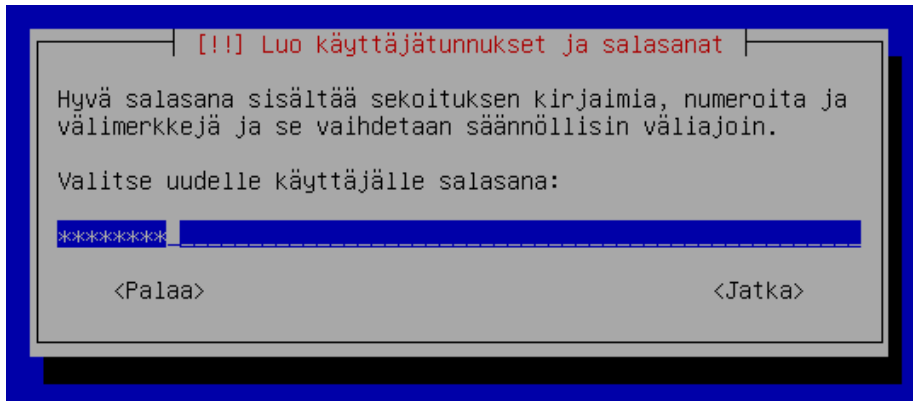 [!!] Luo käyttäjätunnukset ja salasanat
Hyvä salasana sisältää sekoituksen kirjaimia, numeroita ja
välimerkkejä ja se vaihdetaan säännöllisin väliajoin.
Valitse uudelle käyttäjälle salasana:
********
<Palaa> <Jatka>